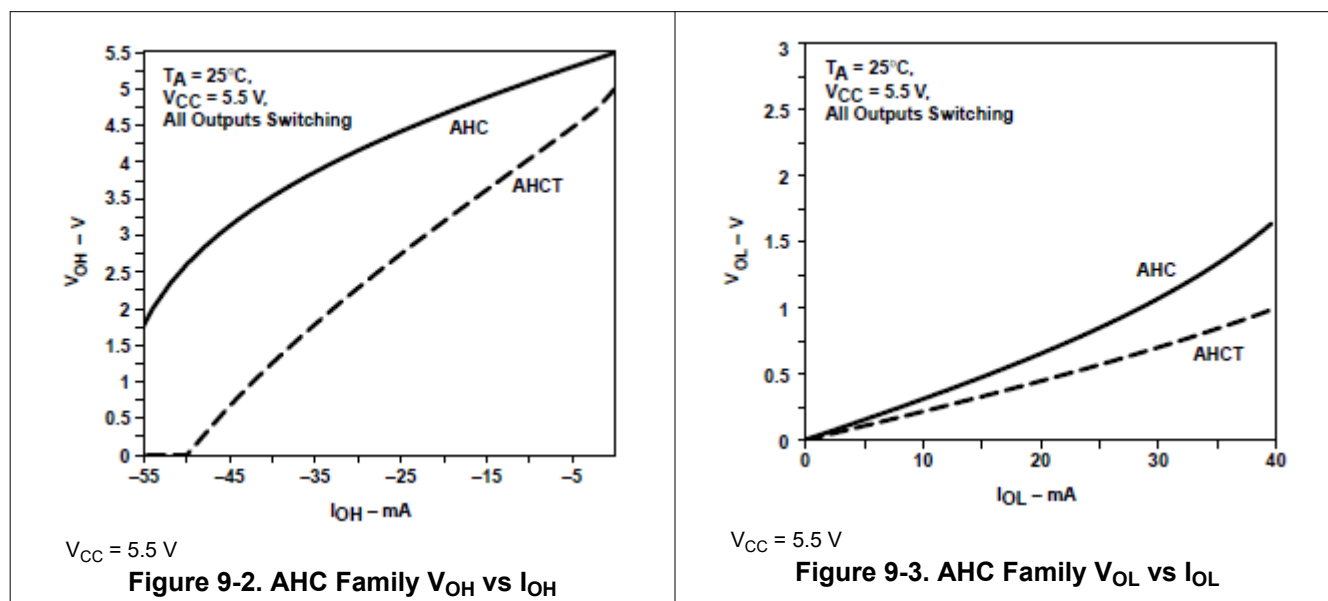 5.5
5
4.5
4
3.5
3
2.5
2
1.5
1
0.5
0
V_OH – V
T_A = 25°C,
V_CC = 5.5 V,
All Outputs Switching
AHC
AHCT
–55
–45
–35
–25
–15
–5
I_OH – mA
V_CC = 5.5 V
Figure 9-2. AHC Family V_OH vs I_OH
3
2.5
2
1.5
1
0.5
0
V_OL – V
T_A = 25°C,
V_CC = 5.5 V,
All Outputs Switching
AHC
AHCT
0
10
20
30
40
I_OL – mA
V_CC = 5.5 V
Figure 9-3. AHC Family V_OL vs I_OL